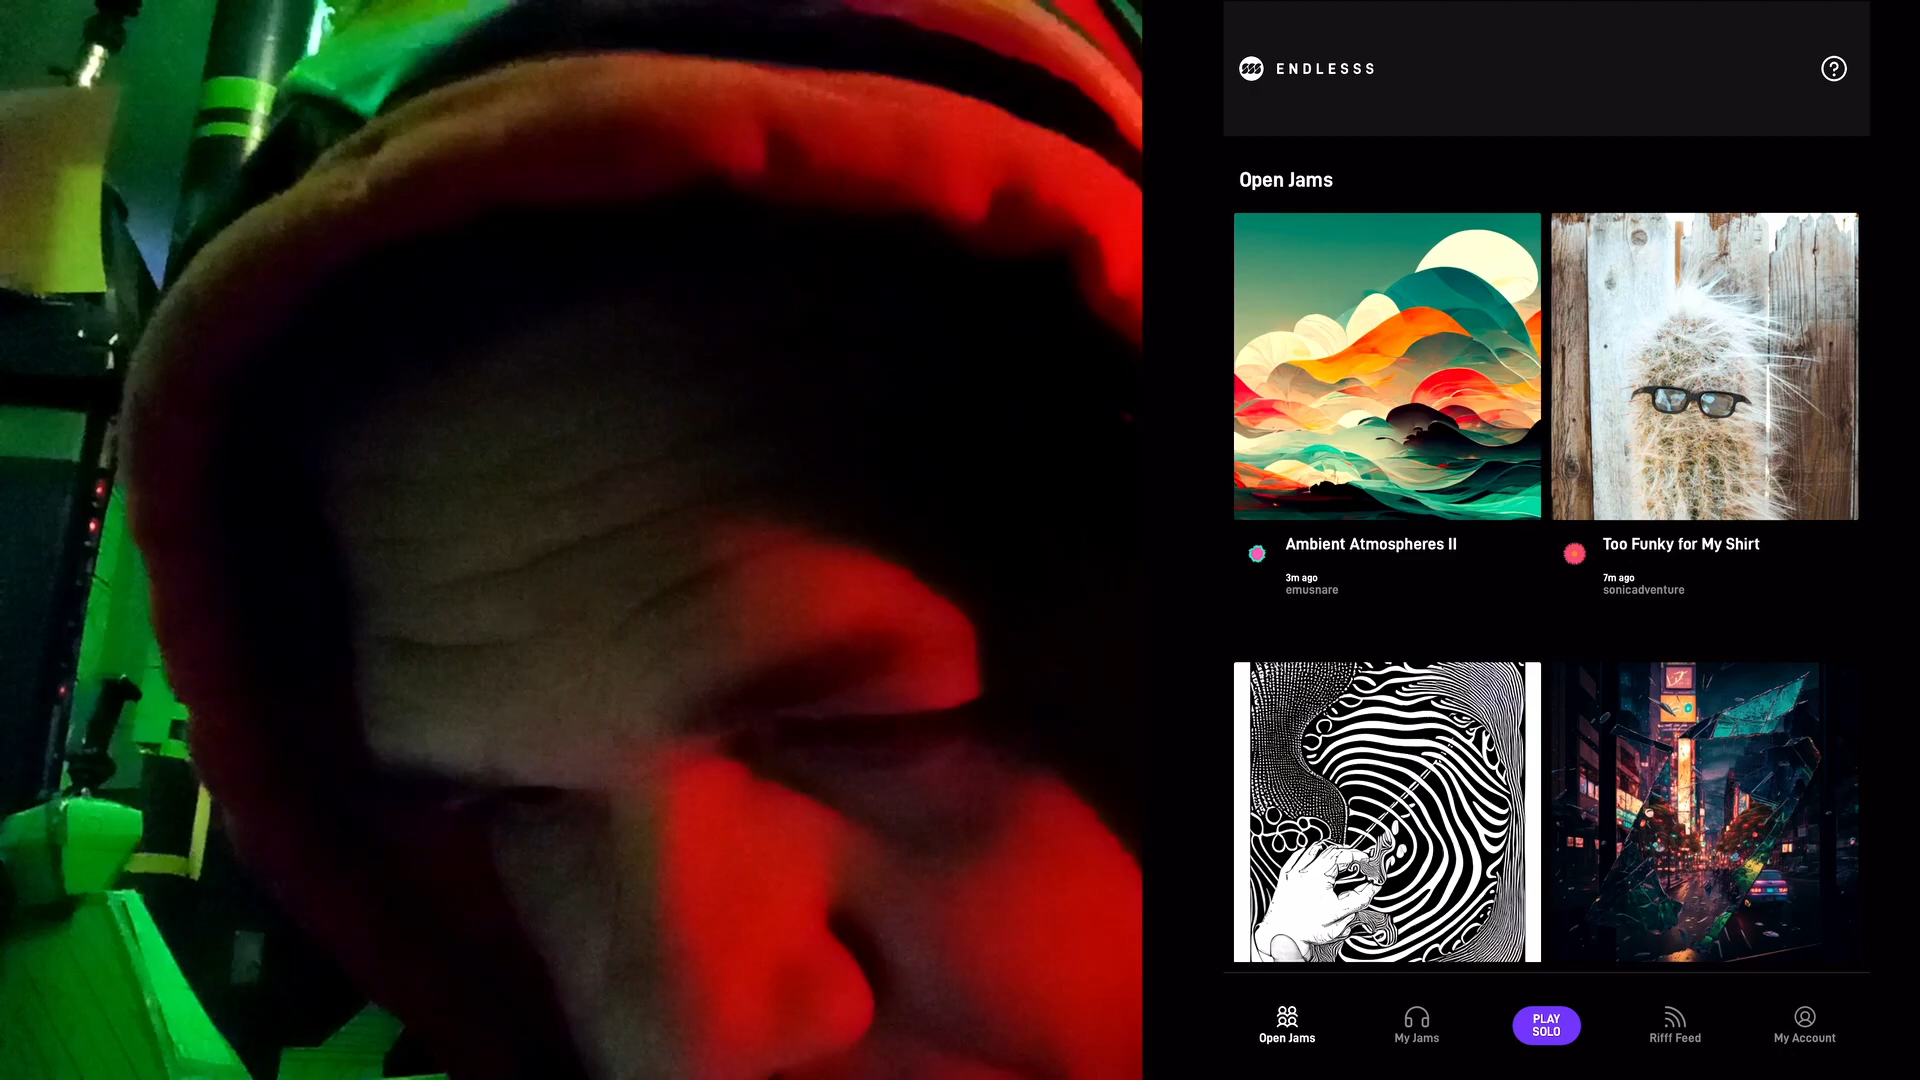 ENDLESSS
Open Jams
Ambient Atmospheres II
3m ago
emusnare
Too Funky for My Shirt
7m ago
sonicadventure
Open Jams
My Jams
PLAY
SOLO
Rifff Feed
My Account